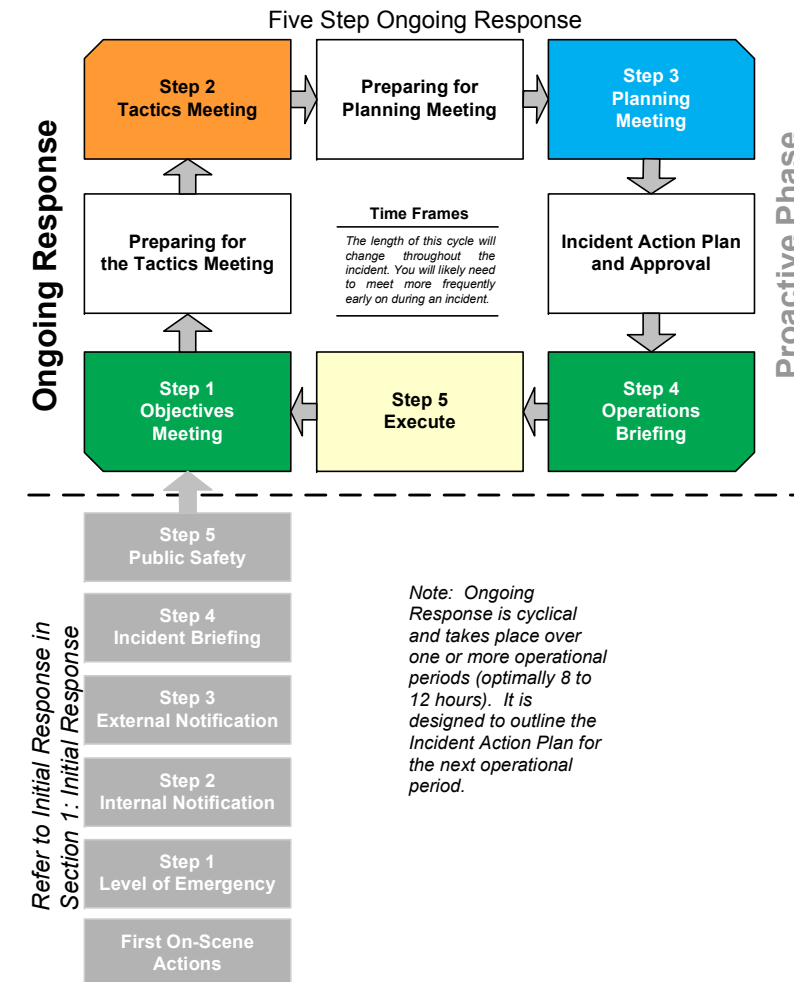 Five Step Ongoing Response
Ongoing Response
Proactive Phase
Step 2
Tactics Meeting
Preparing for
Planning Meeting
Step 3
Planning
Meeting
Preparing for
the Tactics Meeting
Time Frames
The length of this cycle will
change throughout the
incident. You will likely need
to meet more frequently
early on during an incident.
Incident Action Plan
and Approval
Step 1
Objectives
Meeting
Step 5
Execute
Step 4
Operations
Briefing
Refer to Initial Response in
Section 1: Initial Response
Step 5
Public Safety
Step 4
Incident Briefing
Step 3
External Notification
Step 2
Internal Notification
Step 1
Level of Emergency
First On-Scene
Actions
Note: Ongoing
Response is cyclical
and takes place over
one or more operational
periods (optimally 8 to
12 hours). It is
designed to outline the
Incident Action Plan for
the next operational
period.